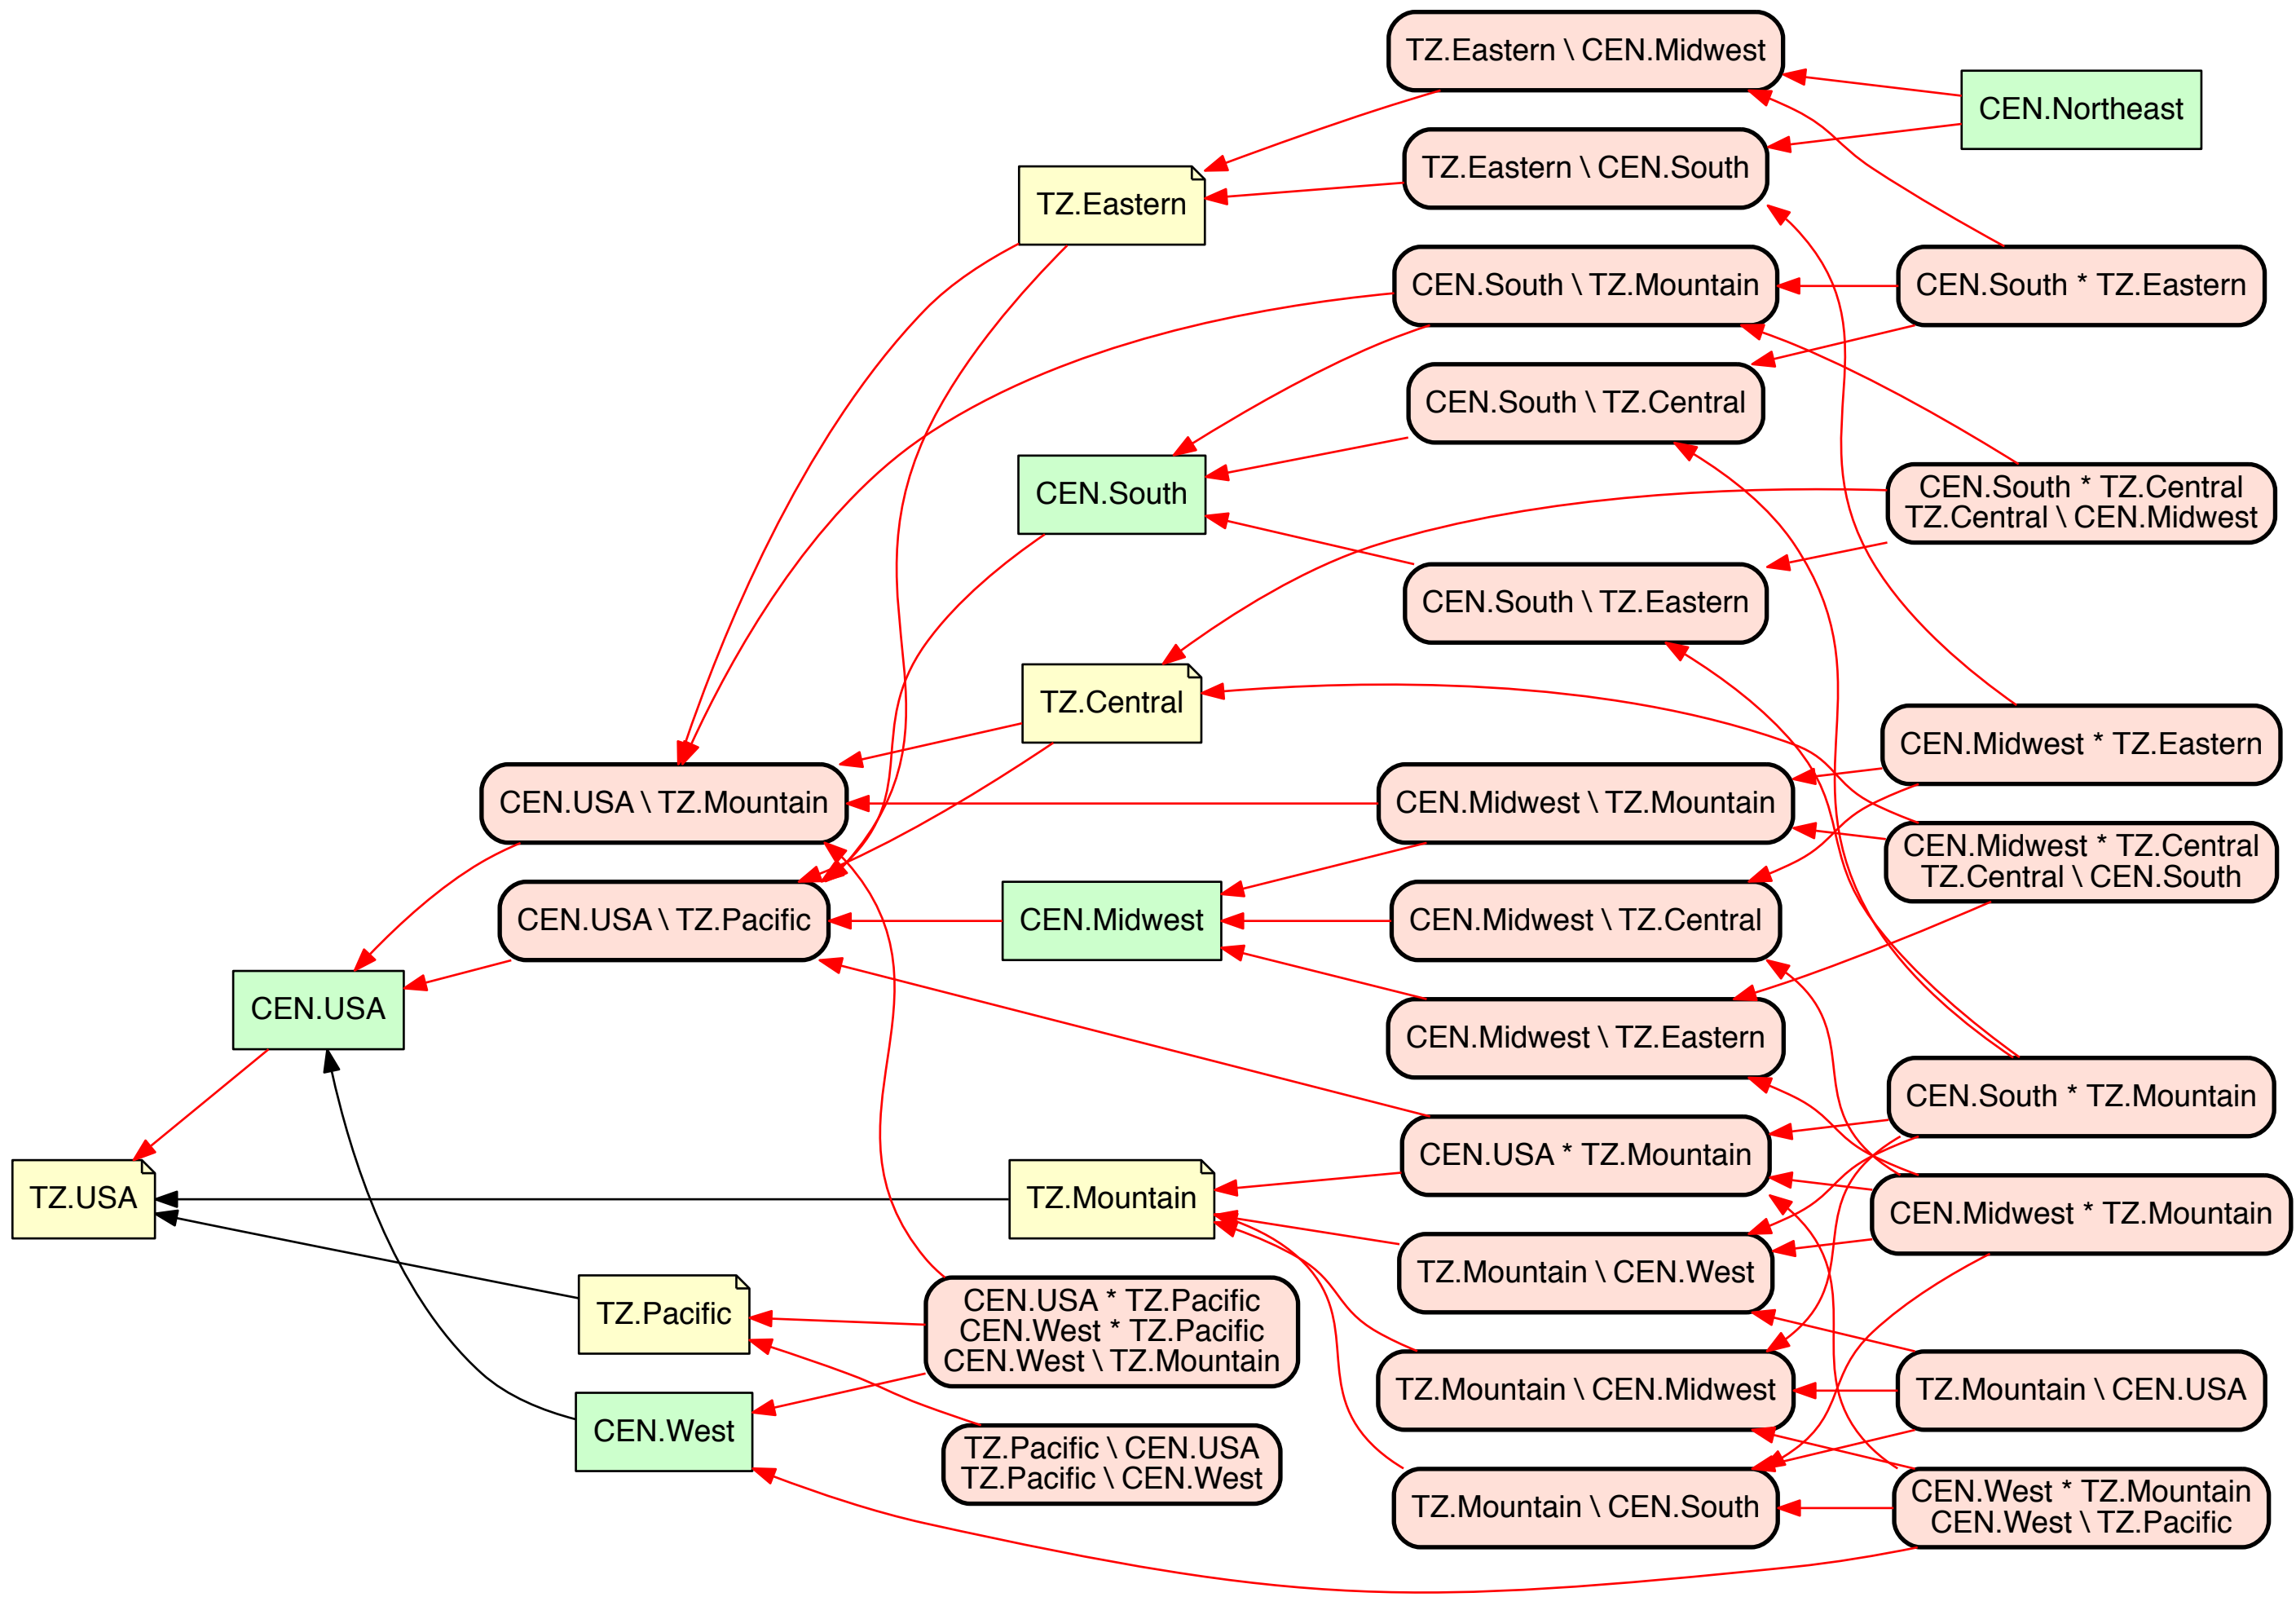 TZ.Eastern \ CEN.Midwest
CEN.Northeast
TZ.Eastern \ CEN.South
TZ.Eastern
CEN.South \ TZ.Mountain
CEN.South * TZ.Eastern
CEN.South \ TZ.Central
CEN.South
CEN.South * TZ.Central
TZ.Central \ CEN.Midwest
CEN.South \ TZ.Eastern
TZ.Central
CEN.Midwest * TZ.Eastern
CEN.USA \ TZ.Mountain
CEN.Midwest \ TZ.Mountain
CEN.Midwest * TZ.Central
TZ.Central \ CEN.South
CEN.USA \ TZ.Pacific
CEN.Midwest
CEN.Midwest \ TZ.Central
CEN.USA
CEN.Midwest \ TZ.Eastern
CEN.South * TZ.Mountain
CEN.USA * TZ.Mountain
TZ.USA
TZ.Mountain
CEN.Midwest * TZ.Mountain
TZ.Mountain \ CEN.West
TZ.Pacific
CEN.USA * TZ.Pacific
CEN.West * TZ.Pacific
CEN.West \ TZ.Mountain
TZ.Mountain \ CEN.Midwest
TZ.Mountain \ CEN.USA
CEN.West
TZ.Pacific \ CEN.USA
TZ.Pacific \ CEN.West
TZ.Mountain \ CEN.South
CEN.West * TZ.Mountain
CEN.West \ TZ.Pacific